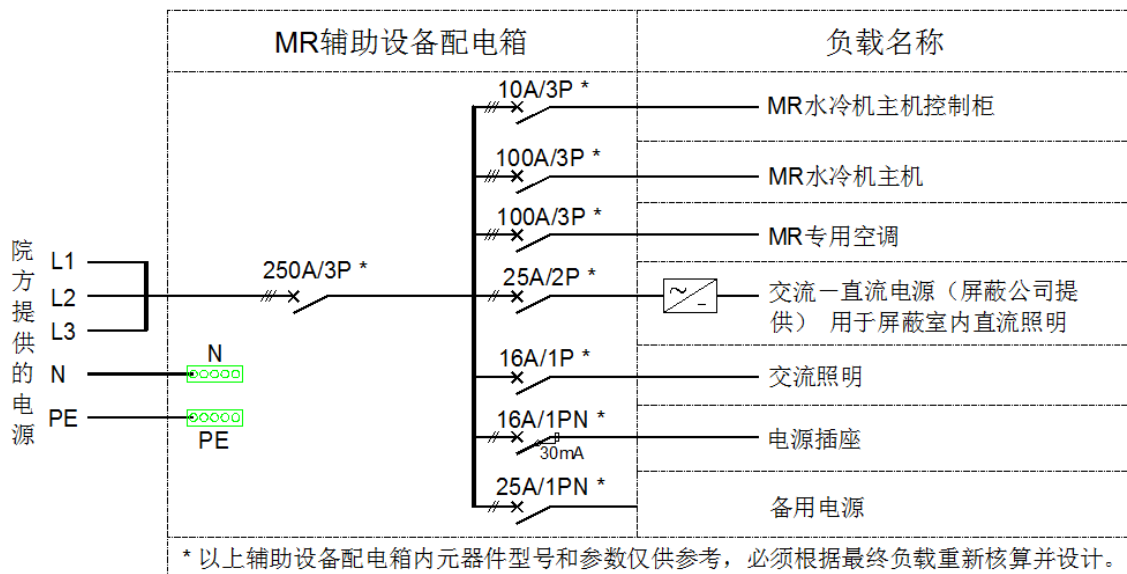 MR辅助设备配电箱
负载名称
10A/3P *
MR水冷机主机控制柜
100A/3P *
MR水冷机主机
100A/3P *
MR专用空调
院方提供的电源
L1
L2
L3
N
PE
250A/3P *
N
PE
25A/2P *
交流－直流电源（屏蔽公司提
供） 用于屏蔽室内直流照明
16A/1P *
交流照明
16A/1PN *
30mA
电源插座
25A/1PN *
备用电源
* 以上辅助设备配电箱内元器件型号和参数仅供参考，必须根据最终负载重新核算并设计。